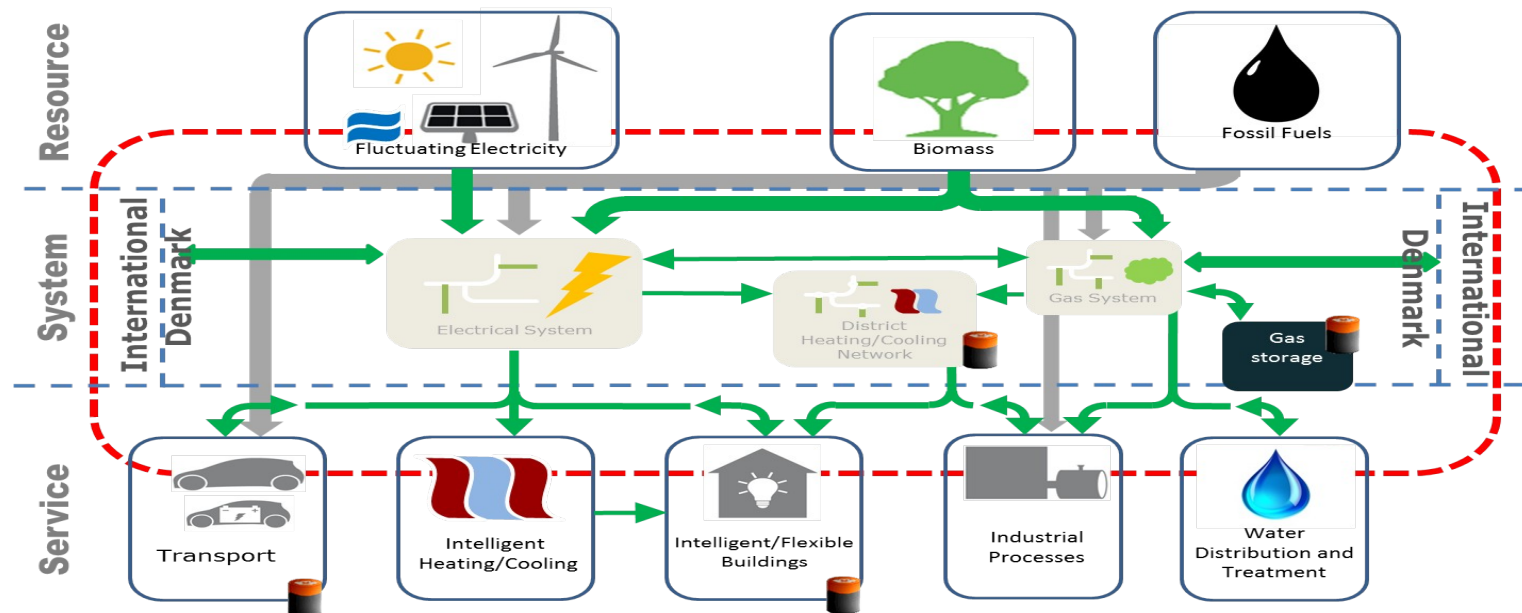 Resource
Fluctuating Electricity
Biomass
Fossil Fuels
System
International
Denmark
Electrical System
District
Heating/Cooling
Network
Gas System
Gas
storage
Denmark
International
Service
Transport
Intelligent
Heating/Cooling
Intelligent/Flexible
Buildings
Industrial
Processes
Water
Distribution and
Treatment